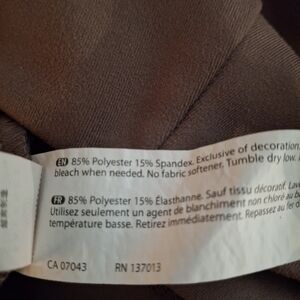 EN 85% Polyester 15% Spandex. Exclusive of decoration.
bleach when needed. No fabric softener. Tumble dry low.
FR 85% Polyester 15% Élasthanne. Sauf tissu décoratif.
Utilisez seulement un agent de blanchiment non chloré au
température basse. Retirez immédiatement. Repassez au fer
CA 07043 RN 137013